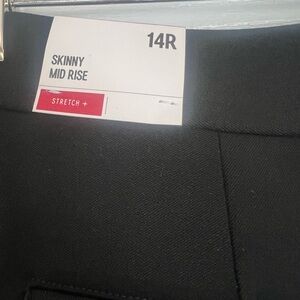 14R
SKINNY
MID RISE
STRETCH +